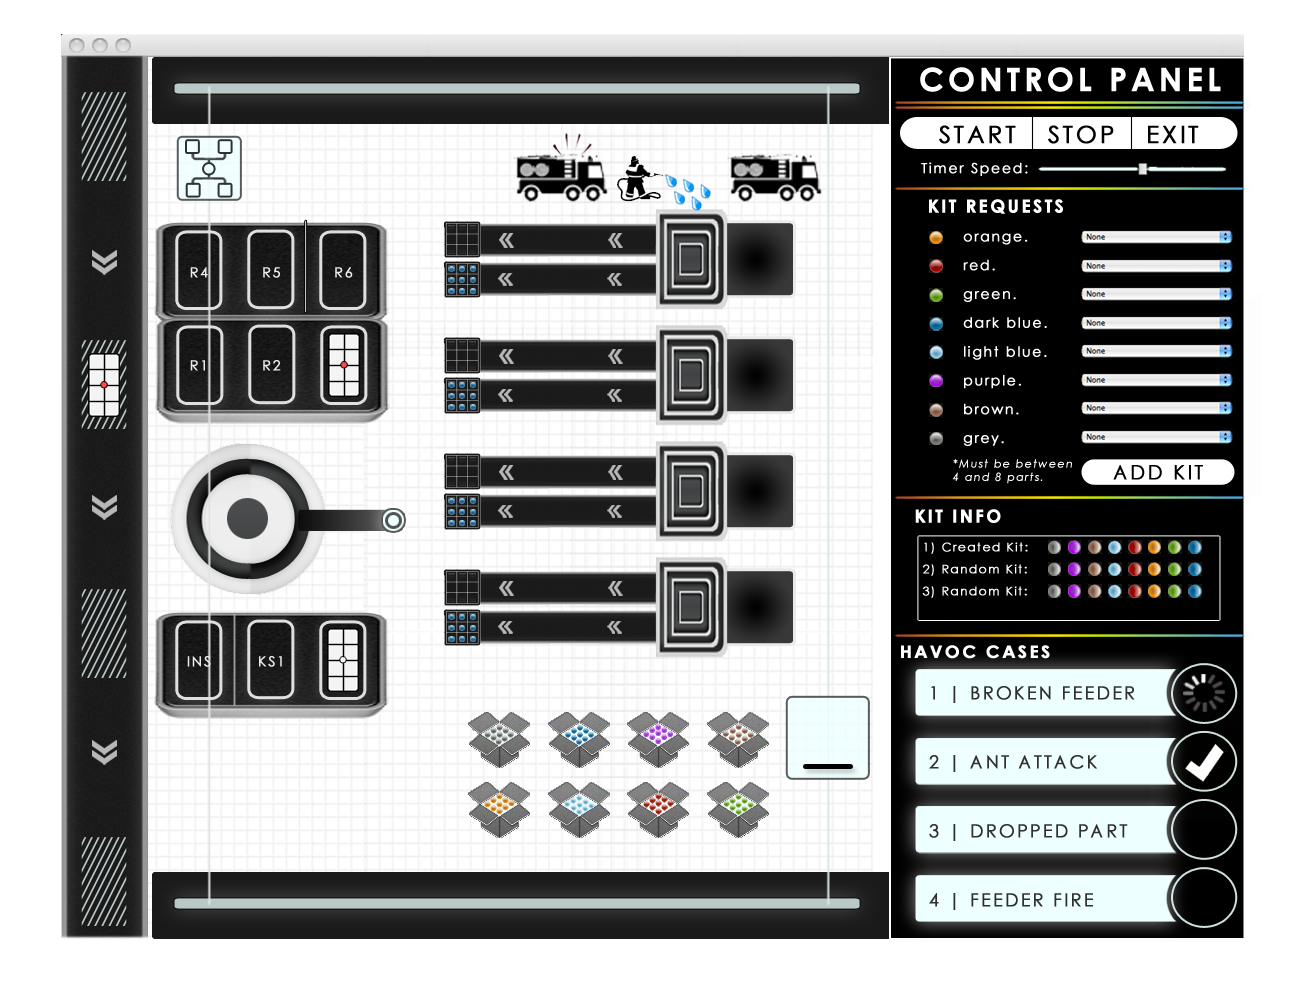 CONTROL PANEL
START STOP EXIT
Timer Speed:
KIT REQUESTS
orange. None
red. None
green. None
dark blue. None
light blue. None
purple. None
brown. None
grey. None
*Must be between
4 and 8 parts.
ADD KIT
KIT INFO
1) Created Kit:
2) Random Kit:
3) Random Kit:
HAVOC CASES
1 | BROKEN FEEDER
2 | ANT ATTACK
3 | DROPPED PART
4 | FEEDER FIRE
R4 R5 R6
R1 R2
INS KS1